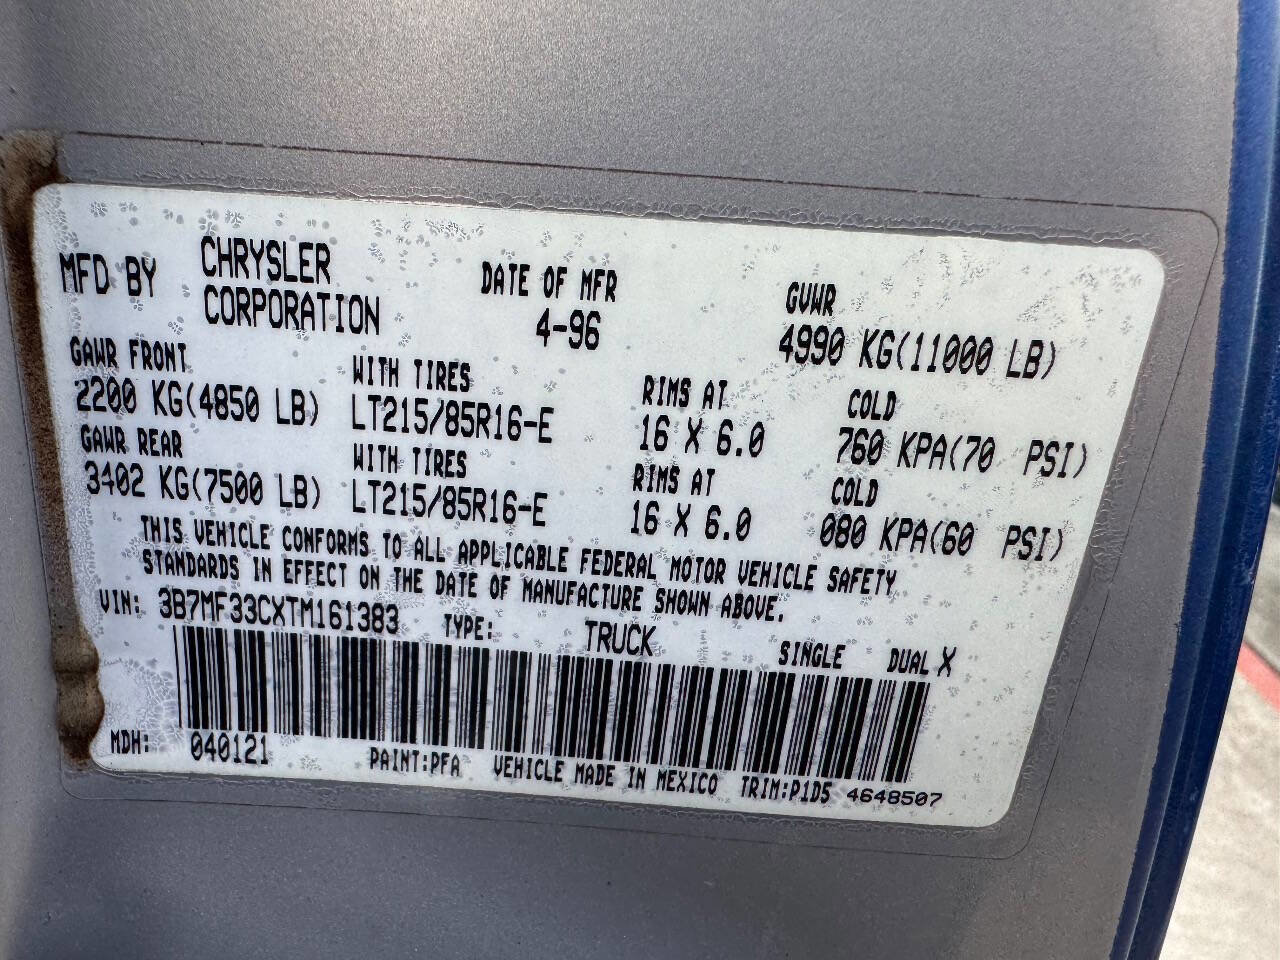 MFD BY CHRYSLER CORPORATION DATE OF MFR 4-96 GVWR 4990 KG(11000 LB)
GAWR FRONT WITH TIRES RIMS AT COLD
2200 KG(4850 LB) LT215/85R16-E 16 X 6.0 760 KPA(70 PSI)
GAWR REAR WITH TIRES RIMS AT COLD
3402 KG(7500 LB) LT215/85R16-E 16 X 6.0 080 KPA(60 PSI)
THIS VEHICLE CONFORMS TO ALL APPLICABLE FEDERAL MOTOR VEHICLE SAFETY
STANDARDS IN EFFECT ON THE DATE OF MANUFACTURE SHOWN ABOVE.
VIN: 3B7MF33CXTM161383 TYPE: TRUCK SINGLE DUAL X
MDH: 040121 PAINT:PFA VEHICLE MADE IN MEXICO TRIM:P1D5 4648507